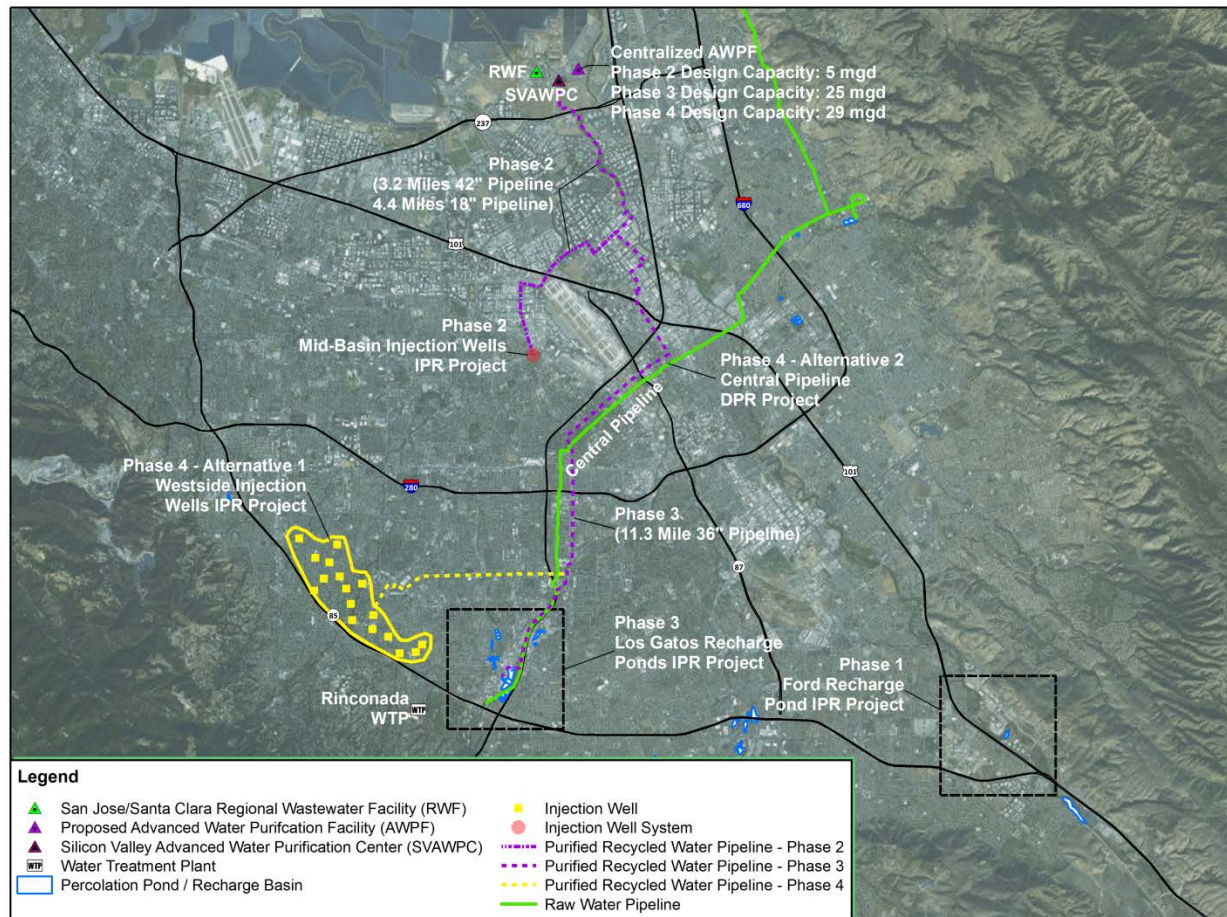 RWF
SVAWPC
Centralized AWPF
Phase 2 Design Capacity: 5 mgd
Phase 3 Design Capacity: 25 mgd
Phase 4 Design Capacity: 29 mgd
237
Phase 2
(3.2 Miles 42" Pipeline
4.4 Miles 18" Pipeline)
680
101
Phase 2
Mid-Basin Injection Wells
IPR Project
Phase 4 - Alternative 2
Central Pipeline
DPR Project
Central Pipeline
Phase 4 - Alternative 1
Westside Injection
Wells IPR Project
280
101
Phase 3
(11.3 Mile 36" Pipeline)
87
85
Phase 3
Los Gatos Recharge
Ponds IPR Project
Phase 1
Ford Recharge
Pond IPR Project
Rinconada
WTP
WTP
Legend
San Jose/Santa Clara Regional Wastewater Facility (RWF)
Proposed Advanced Water Purifcation Facility (AWPF)
Silicon Valley Advanced Water Purification Center (SVAWPC)
WTP Water Treatment Plant
Percolation Pond / Recharge Basin
Injection Well
Injection Well System
Purified Recycled Water Pipeline - Phase 2
Purified Recycled Water Pipeline - Phase 3
Purified Recycled Water Pipeline - Phase 4
Raw Water Pipeline